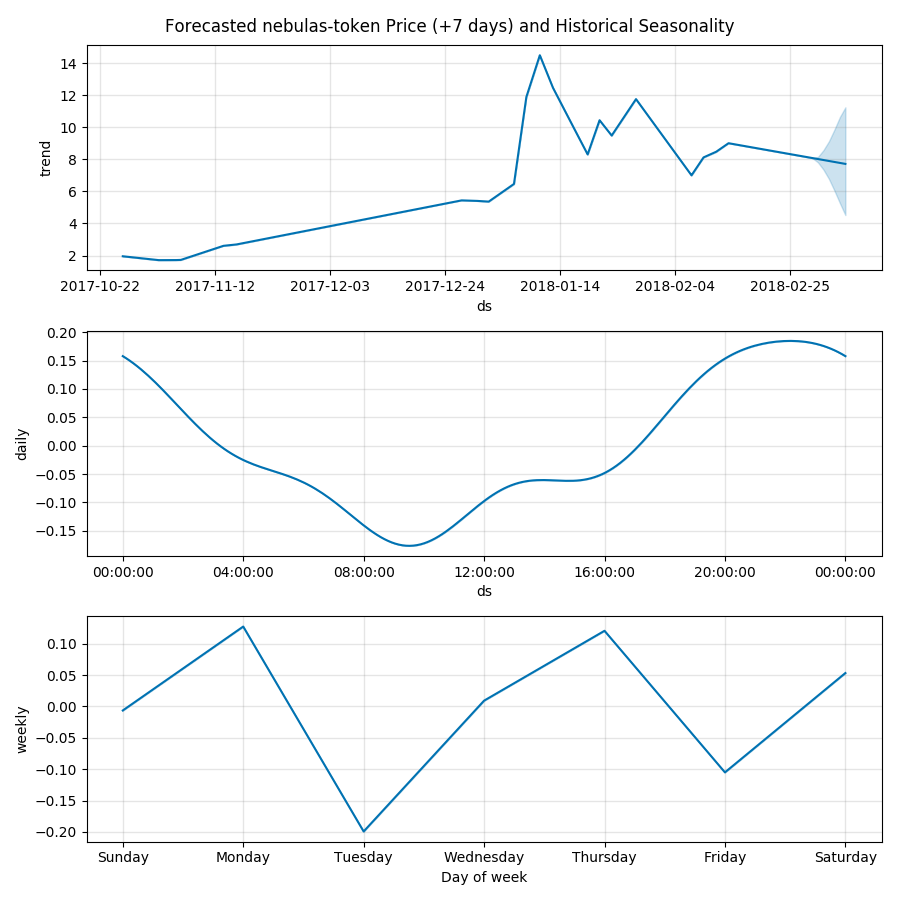 Forecasted nebulas-token Price (+7 days) and Historical Seasonality
14
12
10
8
6
4
2
trend
2017-10-22 2017-11-12 2017-12-03 2017-12-24 2018-01-14 2018-02-04 2018-02-25
ds
0.20
0.15
0.10
0.05
0.00
−0.05
−0.10
−0.15
daily
00:00:00 04:00:00 08:00:00 12:00:00 16:00:00 20:00:00 00:00:00
ds
0.10
0.05
0.00
−0.05
−0.10
−0.15
−0.20
weekly
Sunday Monday Tuesday Wednesday Thursday Friday Saturday
Day of week